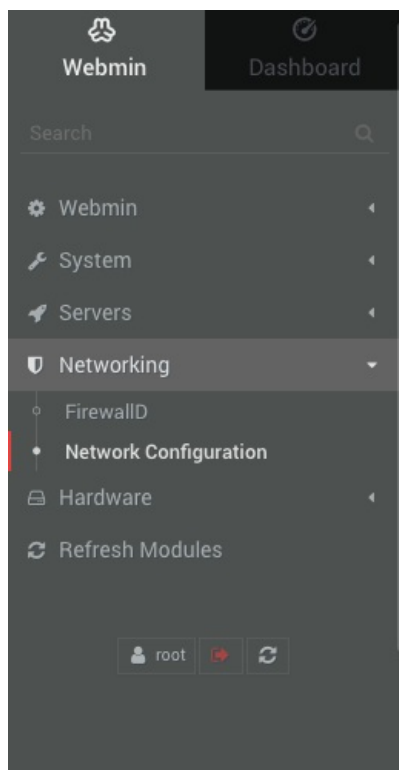 Webmin
Dashboard
Search
Webmin
System
Servers
Networking
FirewallD
Network Configuration
Hardware
Refresh Modules
root